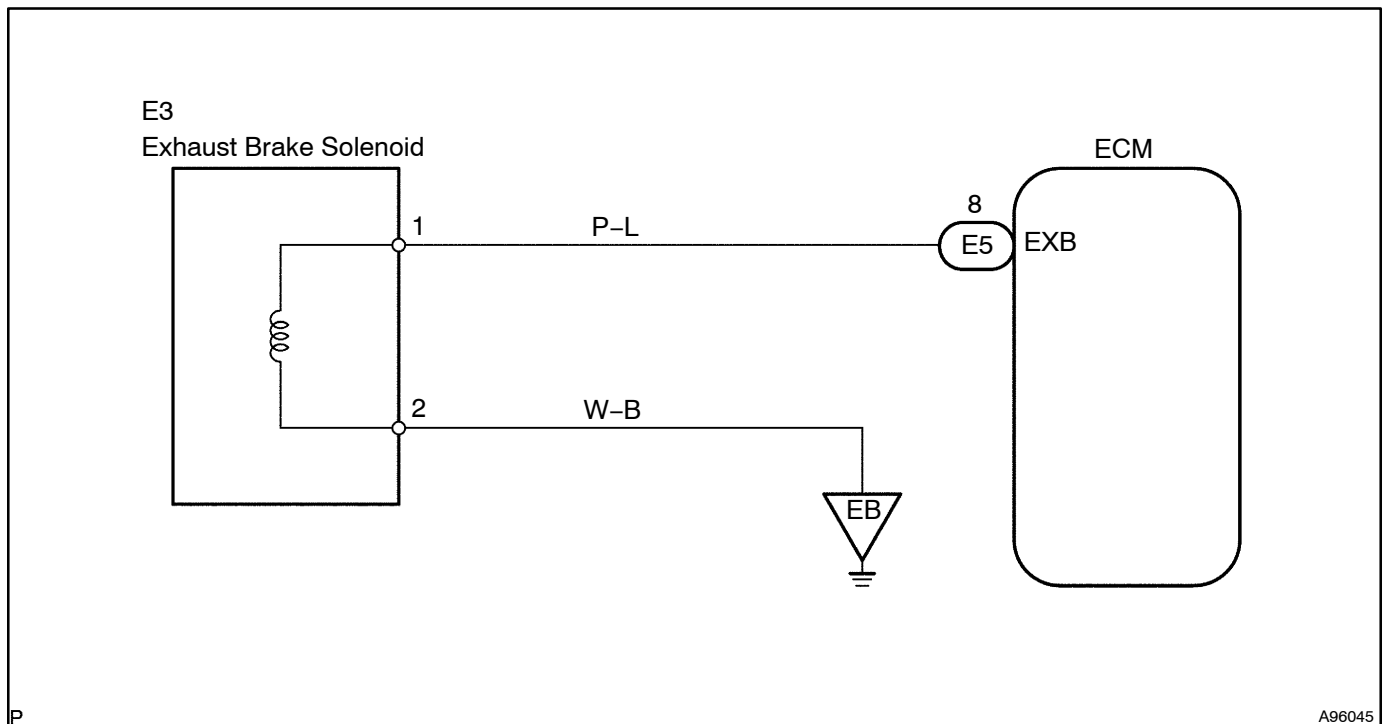 E3
Exhaust Brake Solenoid
ECM
8
1
P–L
E5
EXB
2
W–B
EB
P
A96045